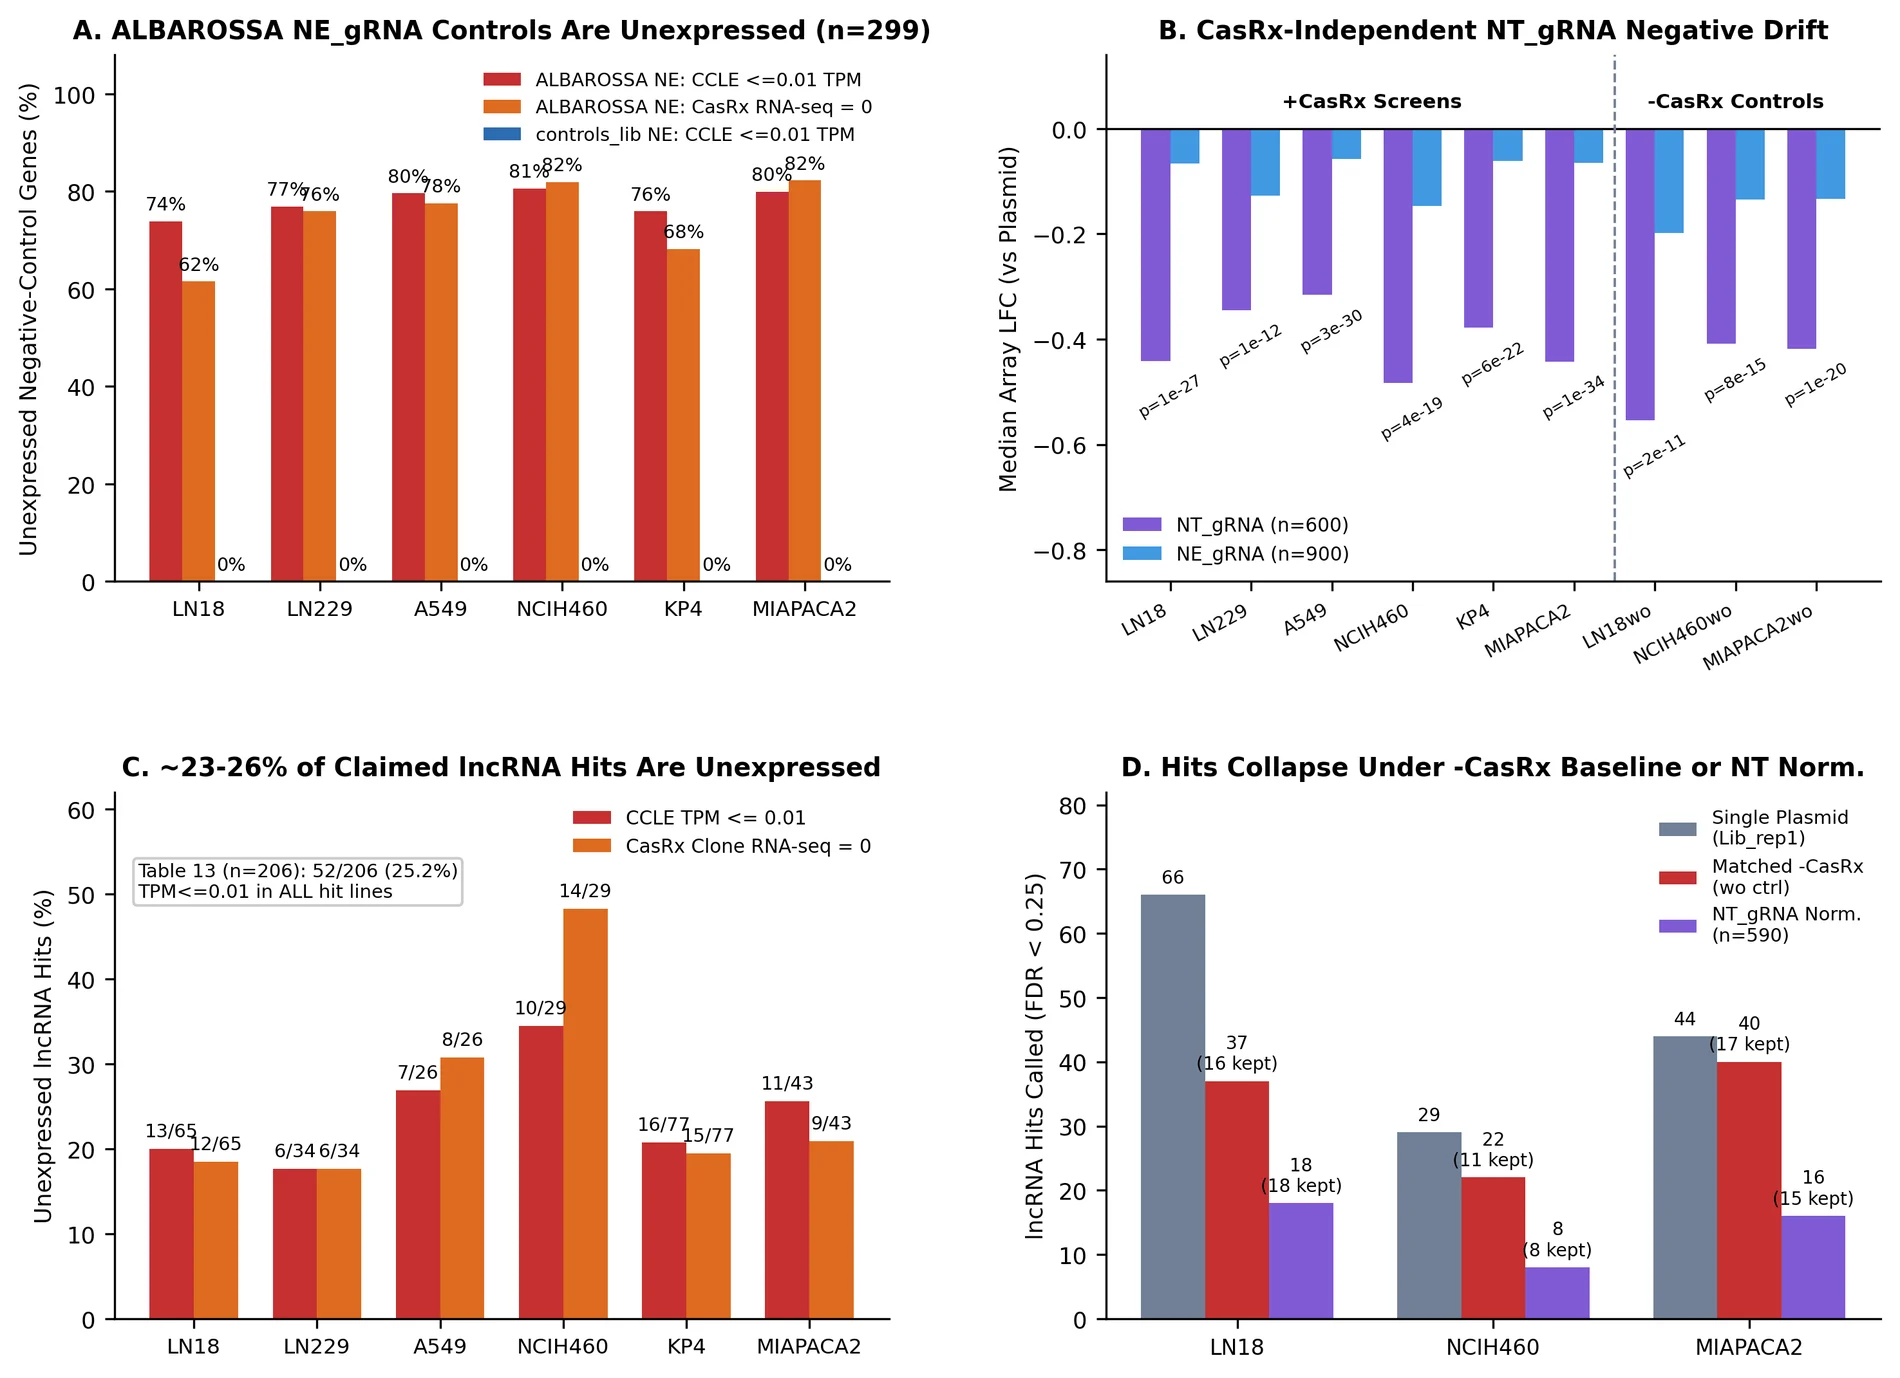 A. ALBAROSSA NE_gRNA Controls Are Unexpressed (n=299)
Unexpressed Negative-Control Genes (%)
100
80
60
40
20
0
ALBAROSSA NE: CCLE <=0.01 TPM
ALBAROSSA NE: CasRx RNA-seq = 0
controls_lib NE: CCLE <=0.01 TPM
74%
62%
0%
77%
76%
0%
80%
78%
0%
81%
82%
0%
76%
68%
0%
80%
82%
0%
LN18
LN229
A549
NCIH460
KP4
MIAPACA2
B. CasRx-Independent NT_gRNA Negative Drift
Median Array LFC (vs Plasmid)
0.0
−0.2
−0.4
−0.6
−0.8
+CasRx Screens
-CasRx Controls
p=1e-27
p=1e-12
p=3e-30
p=4e-19
p=6e-22
p=1e-34
p=2e-11
p=8e-15
p=1e-20
NT_gRNA (n=600)
NE_gRNA (n=900)
LN18
LN229
A549
NCIH460
KP4
MIAPACA2
LN18wo
NCIH460wo
MIAPACA2wo
C. ~23-26% of Claimed lncRNA Hits Are Unexpressed
Unexpressed lncRNA Hits (%)
60
50
40
30
20
10
0
CCLE TPM <= 0.01
CasRx Clone RNA-seq = 0
Table 13 (n=206): 52/206 (25.2%)
TPM<=0.01 in ALL hit lines
13/65
12/65
6/34
6/34
7/26
8/26
10/29
14/29
16/77
15/77
11/43
9/43
LN18
LN229
A549
NCIH460
KP4
MIAPACA2
D. Hits Collapse Under -CasRx Baseline or NT Norm.
lncRNA Hits Called (FDR < 0.25)
80
70
60
50
40
30
20
10
0
Single Plasmid
(Lib_rep1)
Matched -CasRx
(wo ctrl)
NT_gRNA Norm.
(n=590)
66
37
(16 kept)
18
(18 kept)
29
22
(11 kept)
8
(8 kept)
44
40
(17 kept)
16
(15 kept)
LN18
NCIH460
MIAPACA2